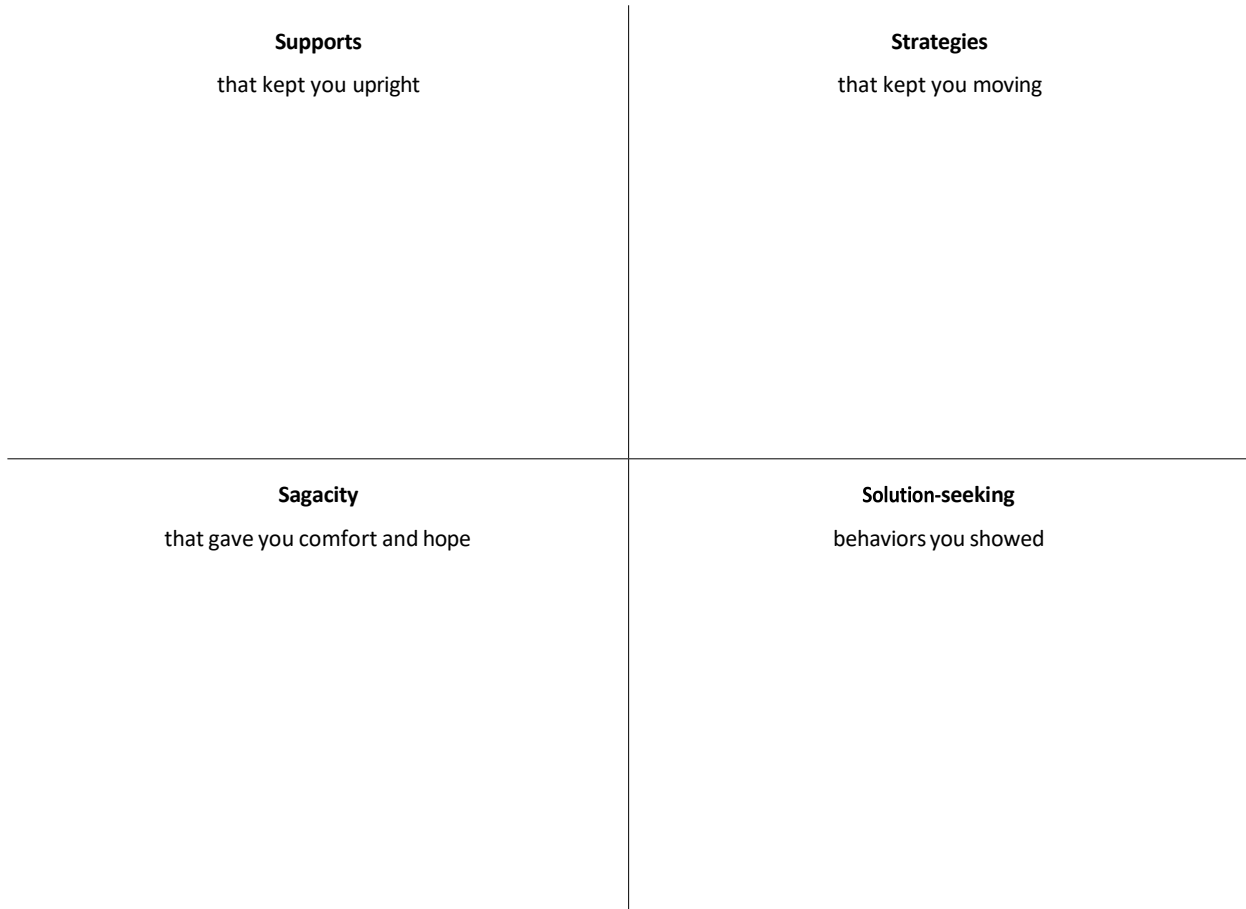 Supports
that kept you upright
Strategies
that kept you moving
Sagacity
that gave you comfort and hope
Solution-seeking
behaviors you showed